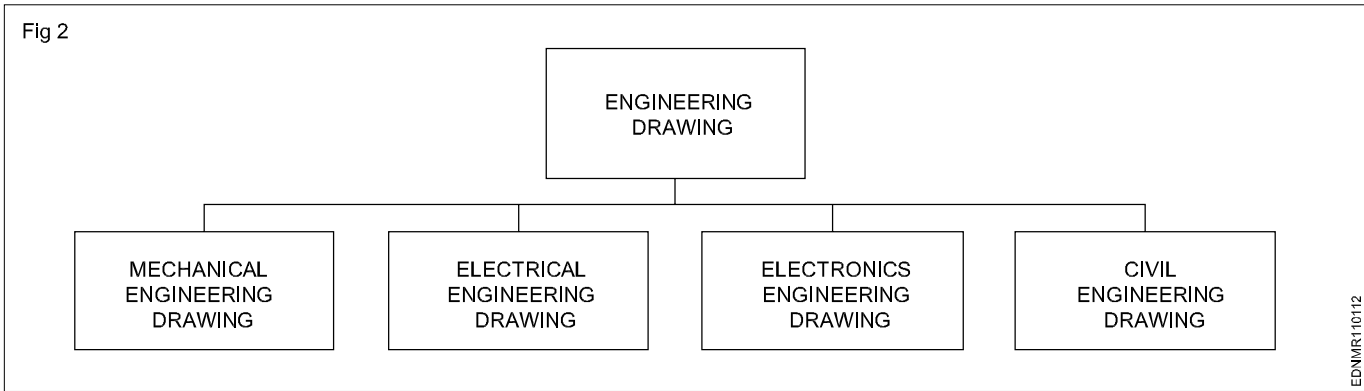 Fig 2
ENGINEERING
DRAWING
MECHANICAL
ENGINEERING
DRAWING
ELECTRICAL
ENGINEERING
DRAWING
ELECTRONICS
ENGINEERING
DRAWING
CIVIL
ENGINEERING
DRAWING
EDNMR110112